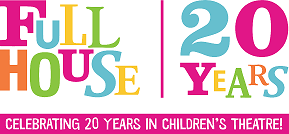 FULL
HOUSE
20
YEARS
CELEBRATING 20 YEARS IN CHILDREN'S THEATRE!